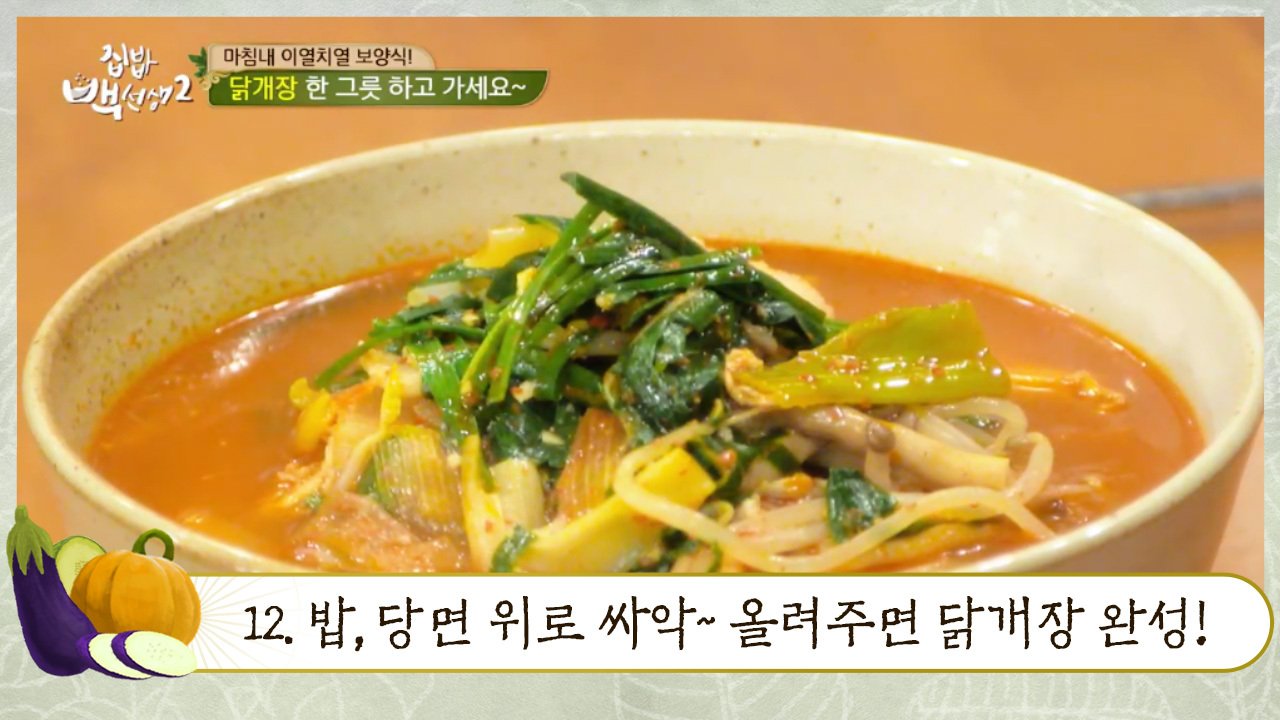 집밥
백선생2
마침내 이열치열 보양식!
닭개장 한 그릇 하고 가세요~
12. 밥, 당면 위로 싸악~ 올려주면 닭개장 완성!